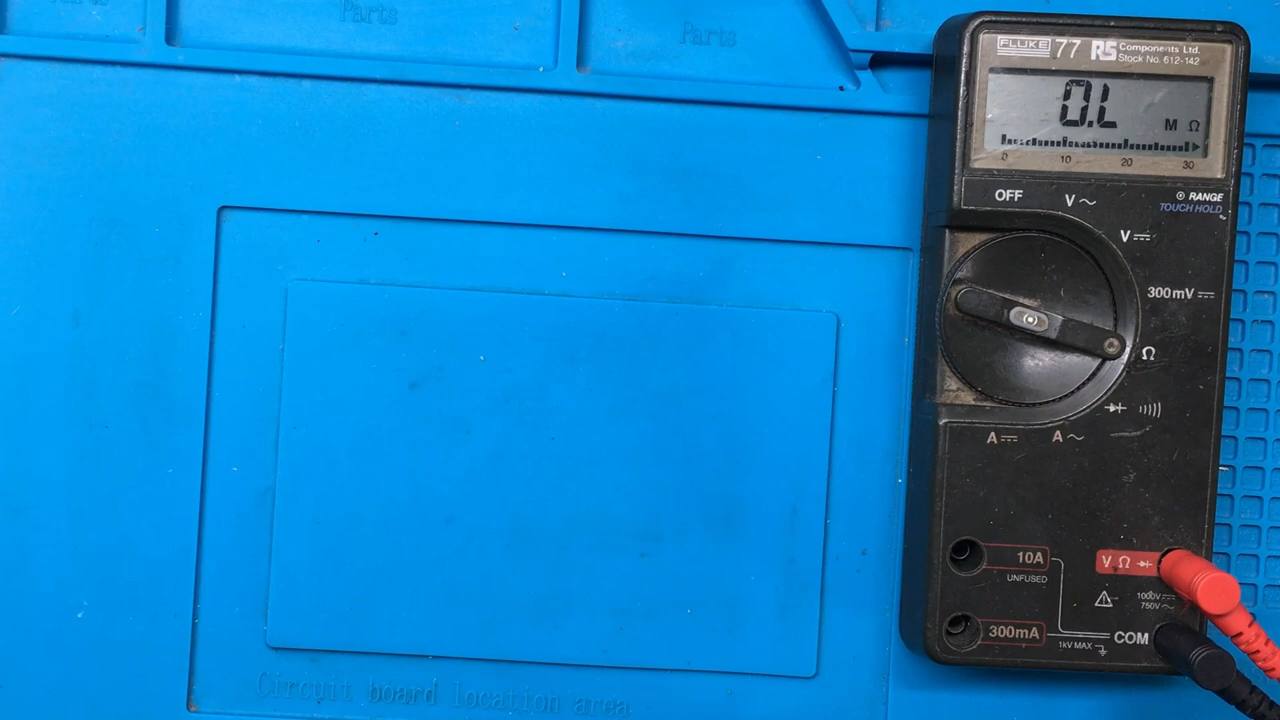 Parts
Parts
Parts
FLUKE 77 RS Components Ltd.
Stock No. 612-142
0.L
M Ω
0 10 20 30
OFF
V
RANGE
TOUCH HOLD
V
300mV
Ω
A
A
10A
UNFUSED
V Ω
1000V
750V
300mA
COM
1kV MAX
Circuit board location area